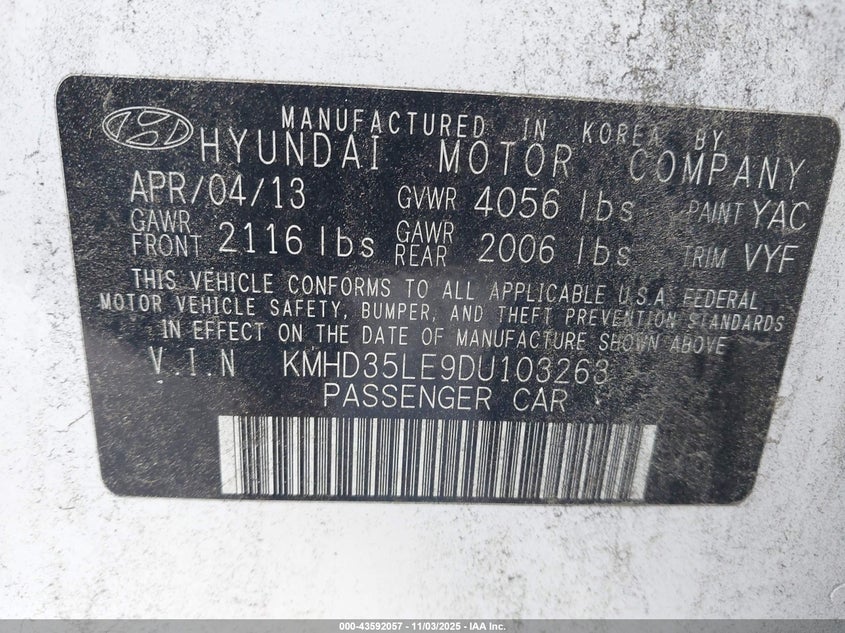 MANUFACTURED IN KOREA BY
HYUNDAI MOTOR COMPANY
APR/04/13 GVWR 4056 lbs PAINT YAC
GAWR FRONT 2116 lbs GAWR REAR 2006 lbs TRIM VYF
THIS VEHICLE CONFORMS TO ALL APPLICABLE U.S.A FEDERAL
MOTOR VEHICLE SAFETY, BUMPER, AND THEFT PREVENTION STANDARDS
IN EFFECT ON THE DATE OF MANUFACTURE SHOWN ABOVE
V.I.N KMHD35LE9DU103263
PASSENGER CAR
000-43592057 - 11/03/2025 - IAA Inc.